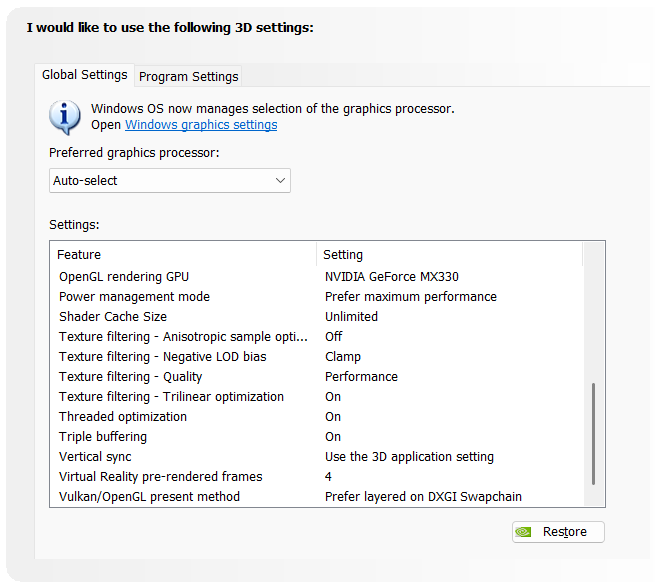 I would like to use the following 3D settings:
Global Settings Program Settings
Windows OS now manages selection of the graphics processor.
Open Windows graphics settings
Preferred graphics processor:
Auto-select
Settings:
Feature Setting
OpenGL rendering GPU NVIDIA GeForce MX330
Power management mode Prefer maximum performance
Shader Cache Size Unlimited
Texture filtering - Anisotropic sample opti... Off
Texture filtering - Negative LOD bias Clamp
Texture filtering - Quality Performance
Texture filtering - Trilinear optimization On
Threaded optimization On
Triple buffering On
Vertical sync Use the 3D application setting
Virtual Reality pre-rendered frames 4
Vulkan/OpenGL present method Prefer layered on DXGI Swapchain
Restore